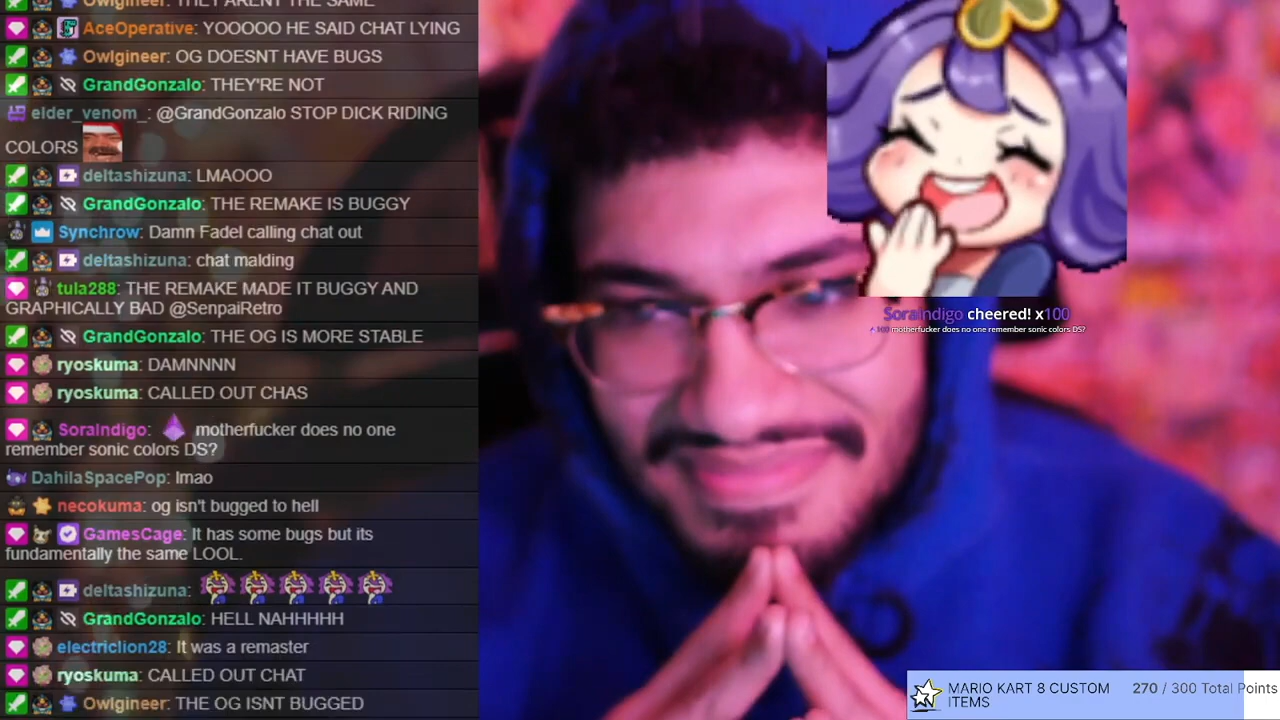 Owlgineer: THEY ARENT THE SAME
AceOperative: YOOOOO HE SAID CHAT LYING
Owlgineer: OG DOESNT HAVE BUGS
GrandGonzalo: THEY'RE NOT
elder_venom_: @GrandGonzalo STOP DICK RIDING
COLORS
deltashizuna: LMAOOO
GrandGonzalo: THE REMAKE IS BUGGY
Synchrow: Damn Fadel calling chat out
deltashizuna: chat malding
tula288: THE REMAKE MADE IT BUGGY AND
GRAPHICALLY BAD @SenpaiRetro
GrandGonzalo: THE OG IS MORE STABLE
ryoskuma: DAMNNNN
ryoskuma: CALLED OUT CHAS
SoraIndigo: motherfucker does no one
remember sonic colors DS?
DahilaSpacePop: lmao
necokuma: og isn't bugged to hell
GamesCage: It has some bugs but its
fundamentally the same LOOL.
deltashizuna:
GrandGonzalo: HELL NAHHHHH
electriclion28: It was a remaster
ryoskuma: CALLED OUT CHAT
Owlgineer: THE OG ISNT BUGGED
SoraIndigo cheered! x100
100 motherfucker does no one remember sonic colors DS?
MARIO KART 8 CUSTOM
ITEMS
270 / 300 Total Points